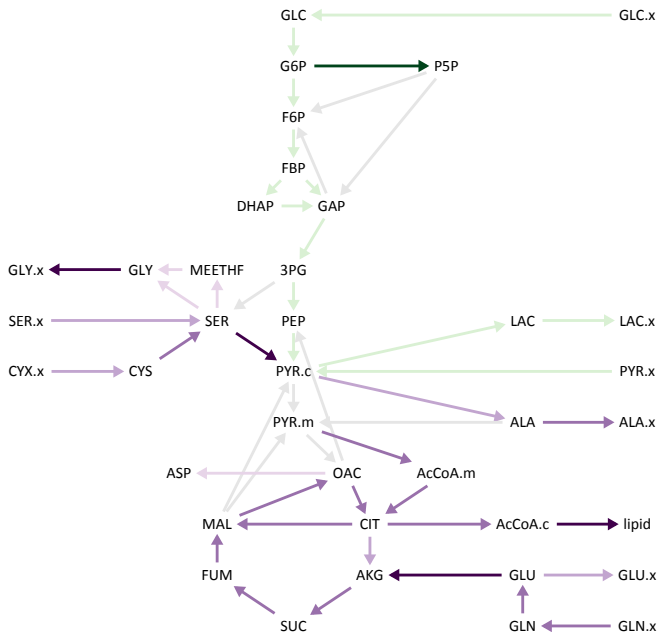 GLC GLC.x
G6P P5P
F6P
FBP
DHAP GAP
GLY.x GLY MEETHF 3PG
SER.x SER PEP LAC LAC.x
CYX.x CYS PYR.c PYR.x
PYR.m ALA ALA.x
ASP OAC AcCoA.m
MAL CIT AcCoA.c lipid
FUM AKG GLU GLU.x
SUC GLN GLN.x